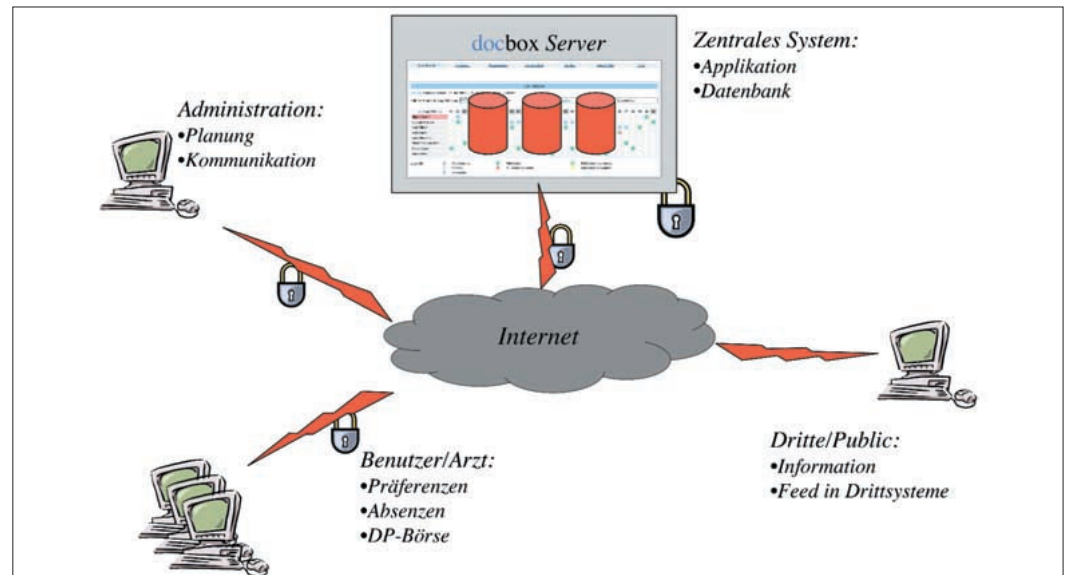 docbox Server
Zentrales System:
•Applikation
•Datenbank
Administration:
•Planung
•Kommunikation
Internet
Benutzer/Arzt:
•Präferenzen
•Absenzen
•DP-Börse
Dritte/Public:
•Information
•Feed in Drittsysteme